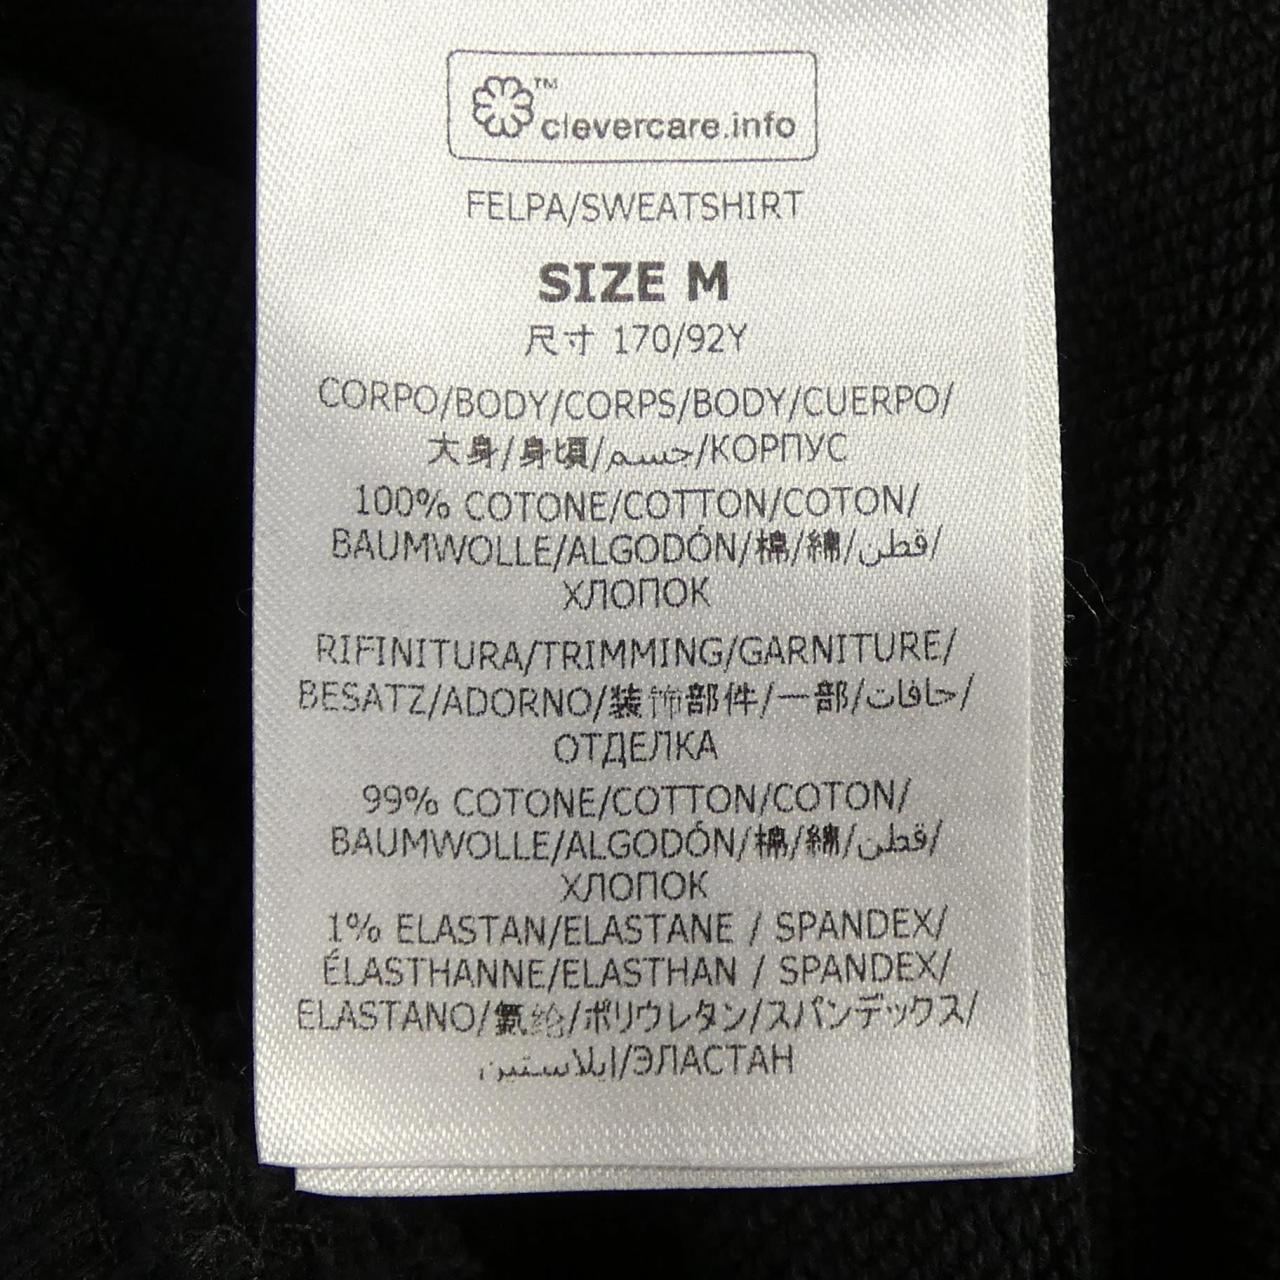 ™
clevercare.info
FELPA/SWEATSHIRT
SIZE M
尺寸 170/92Y
CORPO/BODY/CORPS/BODY/CUERPO/
大身/身頃/جسم/КОРПУС
100% COTONE/COTTON/COTON/
BAUMWOLLE/ALGODÓN/棉/綿/قطن/
ХЛОПОК
RIFINITURA/TRIMMING/GARNITURE/
BESATZ/ADORNO/装饰部件/一部/حافات/
ОТДЕЛКА
99% COTONE/COTTON/COTON/
BAUMWOLLE/ALGODÓN/棉/綿/قطن/
ХЛОПОК
1% ELASTAN/ELASTANE / SPANDEX/
ÉLASTHANNE/ELASTHAN / SPANDEX/
ELASTANO/氨纶/ポリウレタン/スパンデックス/
ايلاستين/ЭЛАСТАН